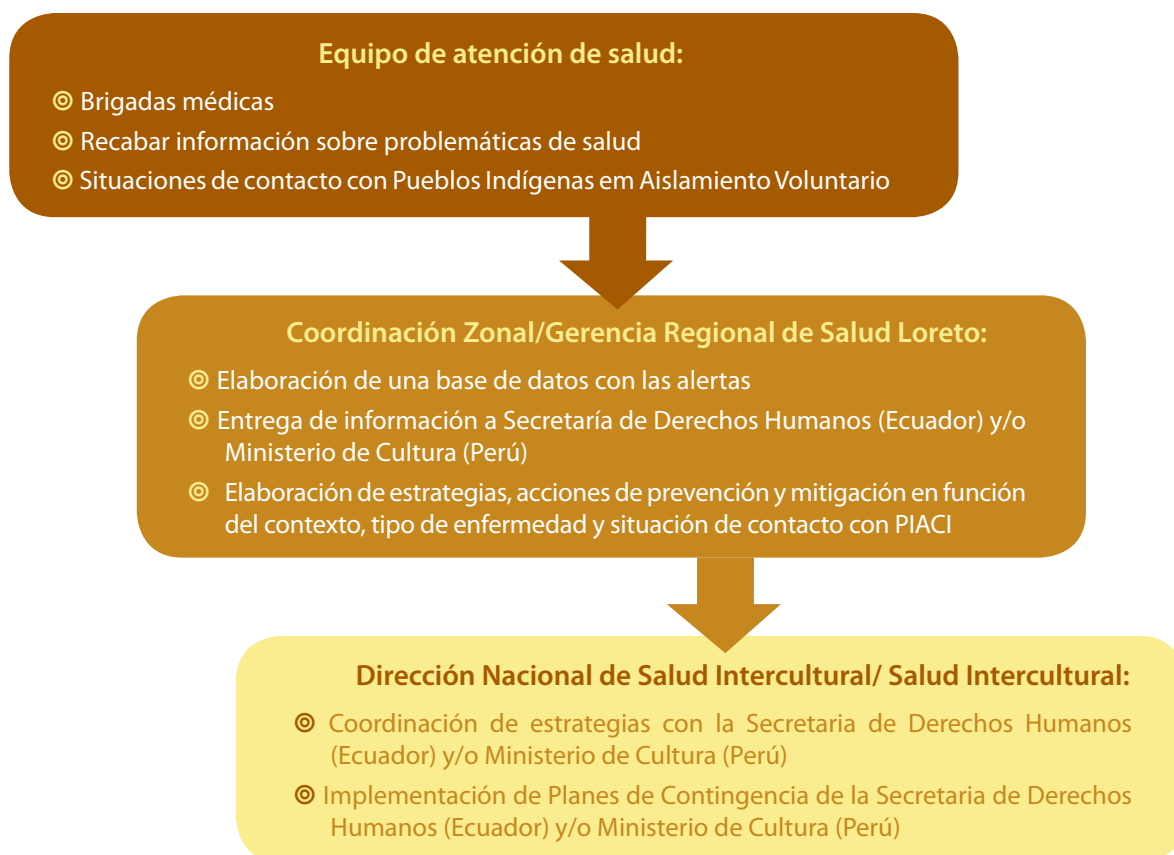 Equipo de atención de salud:
◎ Brigadas médicas
◎ Recabar información sobre problemáticas de salud
◎ Situaciones de contacto con Pueblos Indígenas em Aislamiento Voluntario
Coordinación Zonal/Gerencia Regional de Salud Loreto:
◎ Elaboración de una base de datos con las alertas
◎ Entrega de información a Secretaría de Derechos Humanos (Ecuador) y/o
Ministerio de Cultura (Perú)
◎ Elaboración de estrategias, acciones de prevención y mitigación en función
del contexto, tipo de enfermedad y situación de contacto con PIACI
Dirección Nacional de Salud Intercultural/ Salud Intercultural:
◎ Coordinación de estrategias con la Secretaria de Derechos Humanos
(Ecuador) y/o Ministerio de Cultura (Perú)
◎ Implementación de Planes de Contingencia de la Secretaria de Derechos
Humanos (Ecuador) y/o Ministerio de Cultura (Perú)